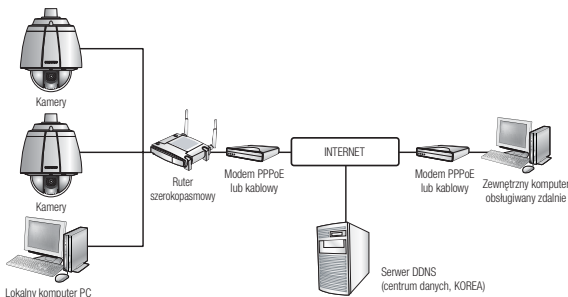 Kamery
Kamery
Lokalny komputer PC
Ruter
szerokopasmowy
Modem PPPoE
lub kablowy
INTERNET
Modem PPPoE
lub kablowy
Zewnętrzny komputer
obsługiwany zdalnie
Serwer DDNS
(centrum danych, KOREA)